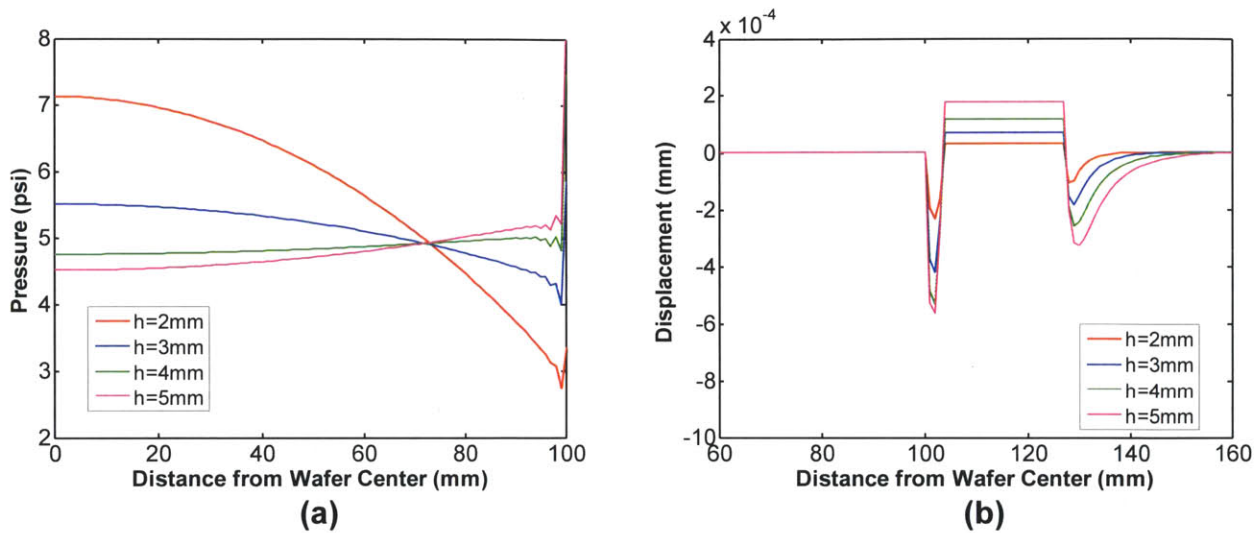 8
7
6
5
4
3
2
Pressure (psi)
h=2mm
h=3mm
h=4mm
h=5mm
0 20 40 60 80 100
Distance from Wafer Center (mm)
(a)
x 10⁻⁴
4
2
0
-2
-4
-6
-8
-10
Displacement (mm)
h=2mm
h=3mm
h=4mm
h=5mm
60 80 100 120 140 160
Distance from Wafer Center (mm)
(b)